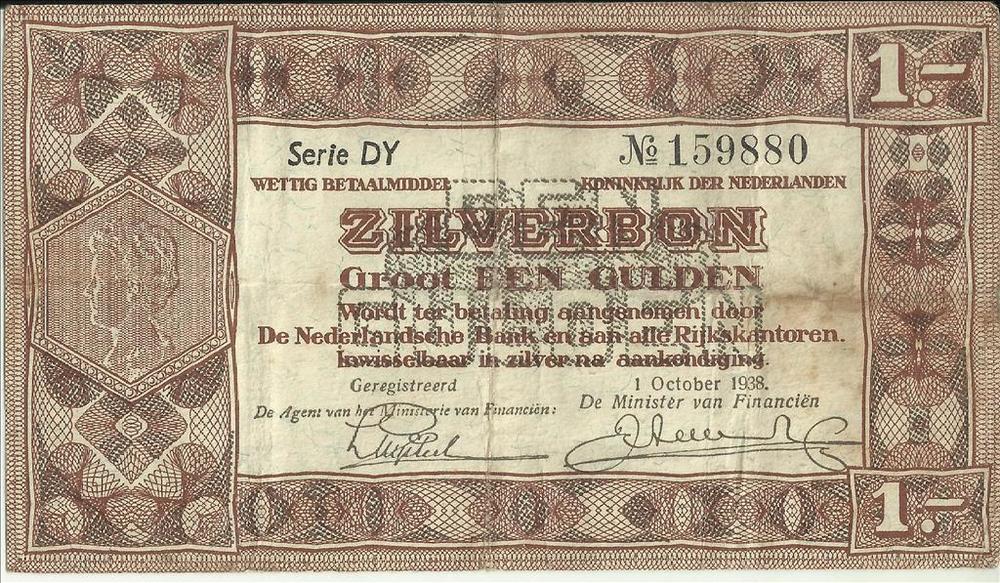 1.-
Serie DY № 159880
WETTIG BETAALMIDDEL KONINKRIJK DER NEDERLANDEN
ZILVERBON
Groot EEN GULDEN
Wordt ter betaling aangenomen door
De Nederlandsche Bank en aan alle Rijkskantoren.
Inwisselbaar in zilver na aankondiging.
Geregistreerd 1 October 1938.
De Agent van het Ministerie van Financiën: De Minister van Financiën
1.-